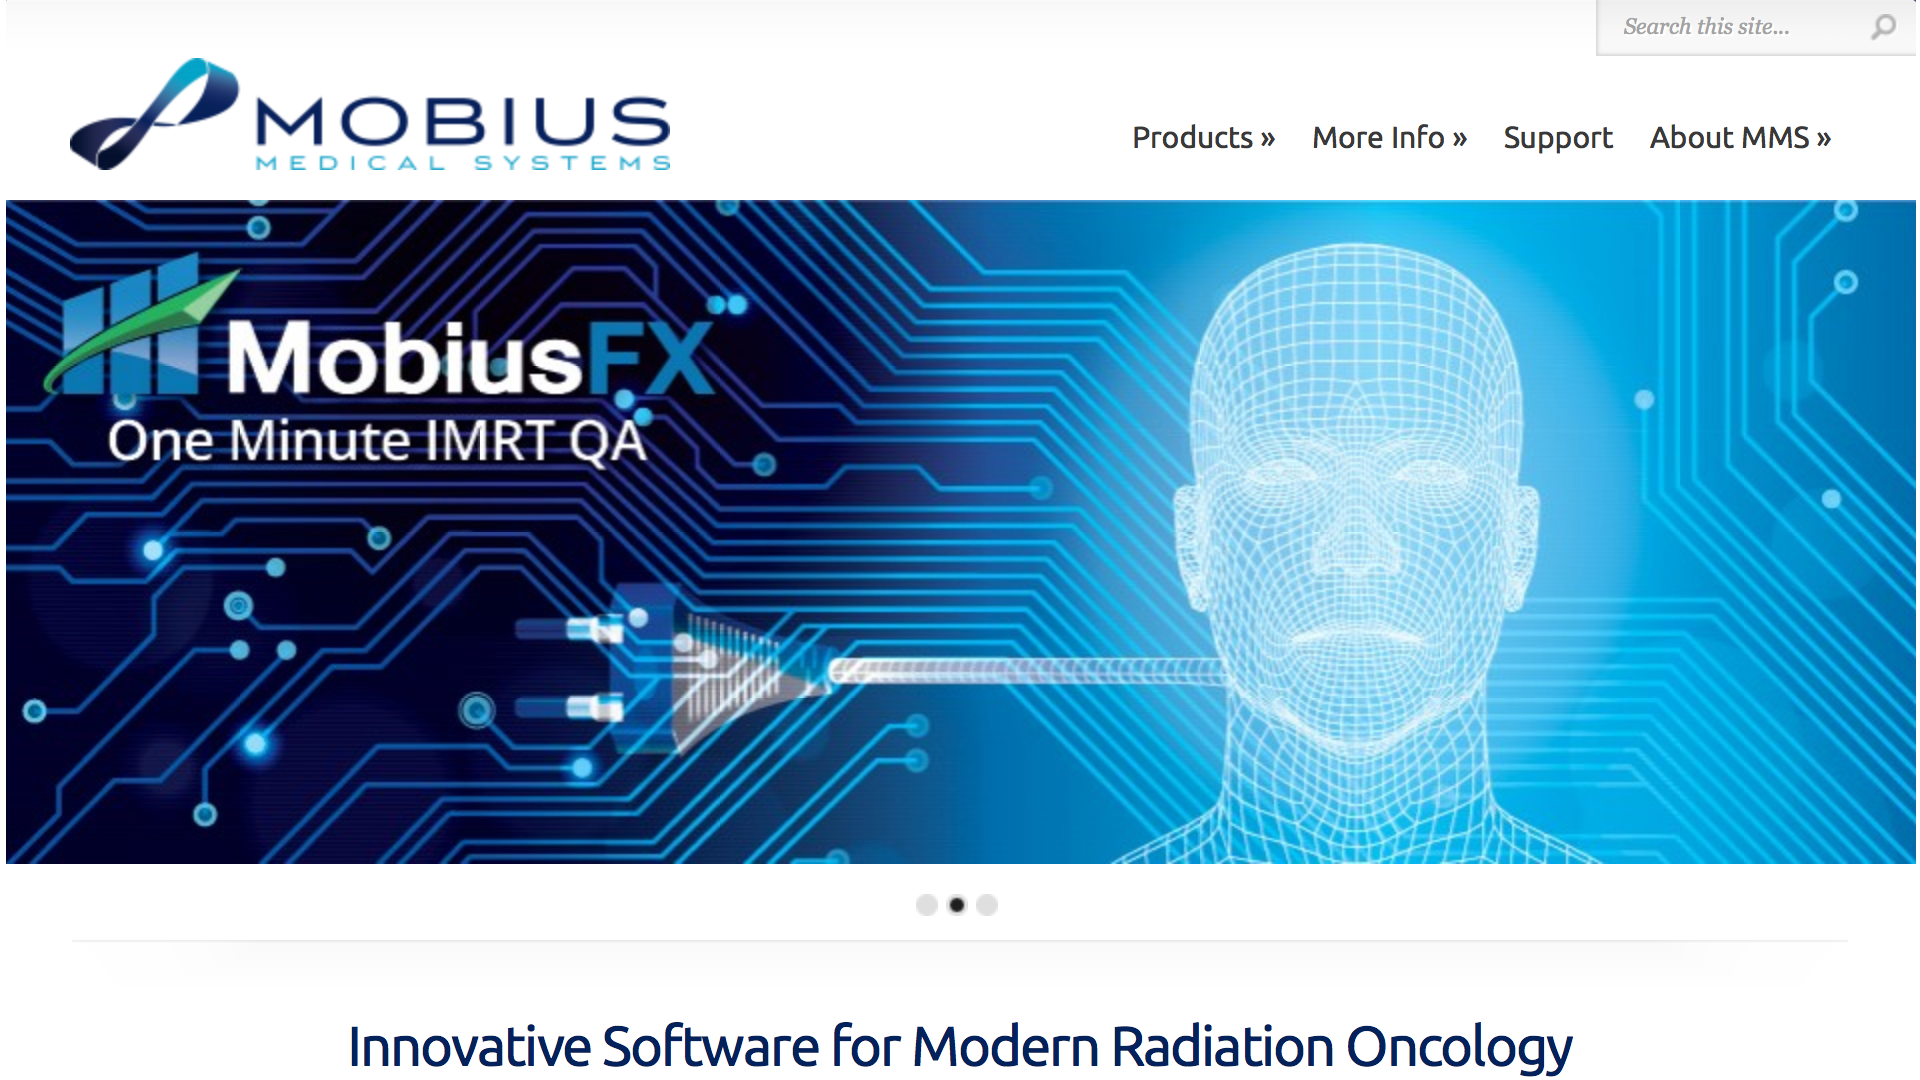 Search this site...
MOBIUS
MEDICAL SYSTEMS
Products » More Info » Support About MMS »
MobiusFX
One Minute IMRT QA
Innovative Software for Modern Radiation Oncology